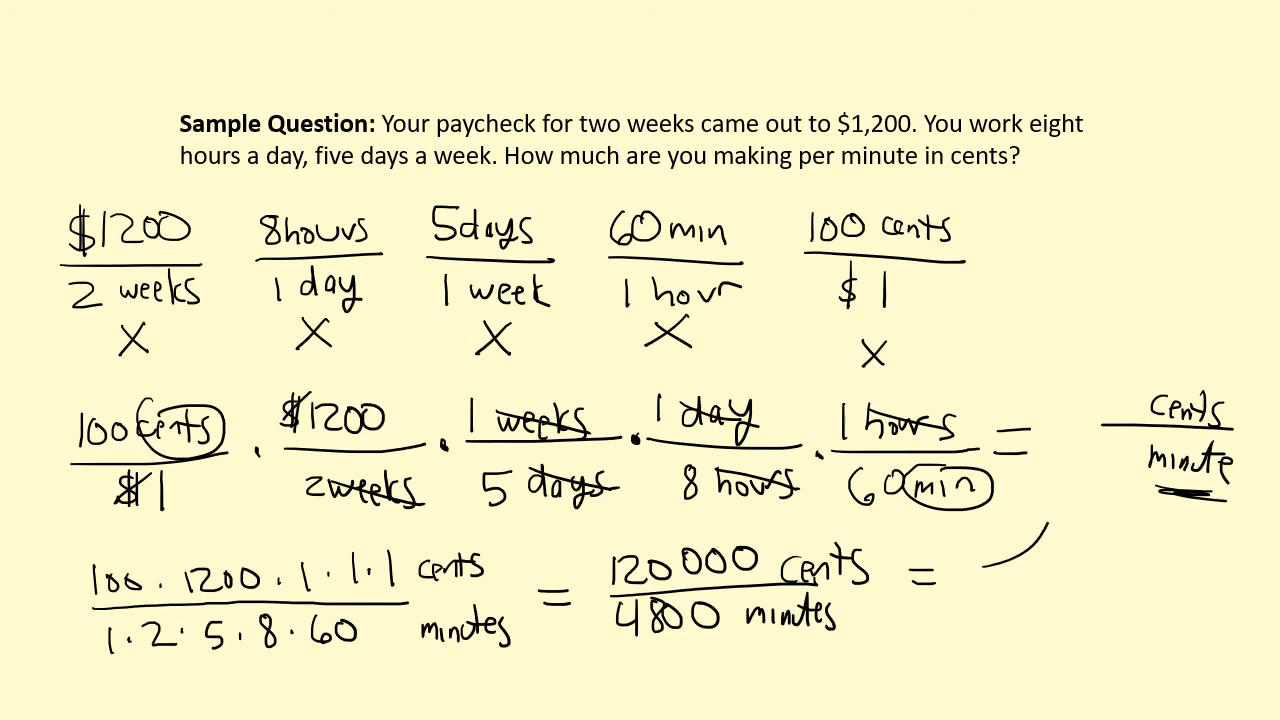 Sample Question: Your paycheck for two weeks came out to $1,200. You work eight
hours a day, five days a week. How much are you making per minute in cents?
$1200 8hours 5days 60min 100 cents
2 weeks 1 day 1 week 1 hour $1
X X X X X
100 cents · $1200 · 1 weeks · 1 day · 1 hours = cents
$1 2weeks 5 days 8 hours 60min minute
100 · 1200 · 1 · 1 · 1 cents = 120000 cents =
1 · 2 · 5 · 8 · 60 minutes 4800 minutes